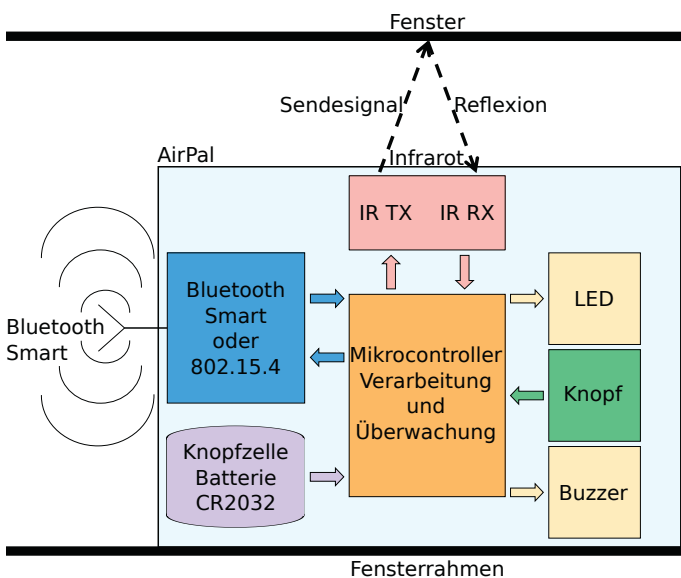 Fenster
Sendesignal
Reflexion
AirPal
Infrarot
IR TX
IR RX
Bluetooth
Smart
Bluetooth
Smart
oder
802.15.4
Mikrocontroller
Verarbeitung
und
Überwachung
LED
Knopf
Knopfzelle
Batterie
CR2032
Buzzer
Fensterrahmen